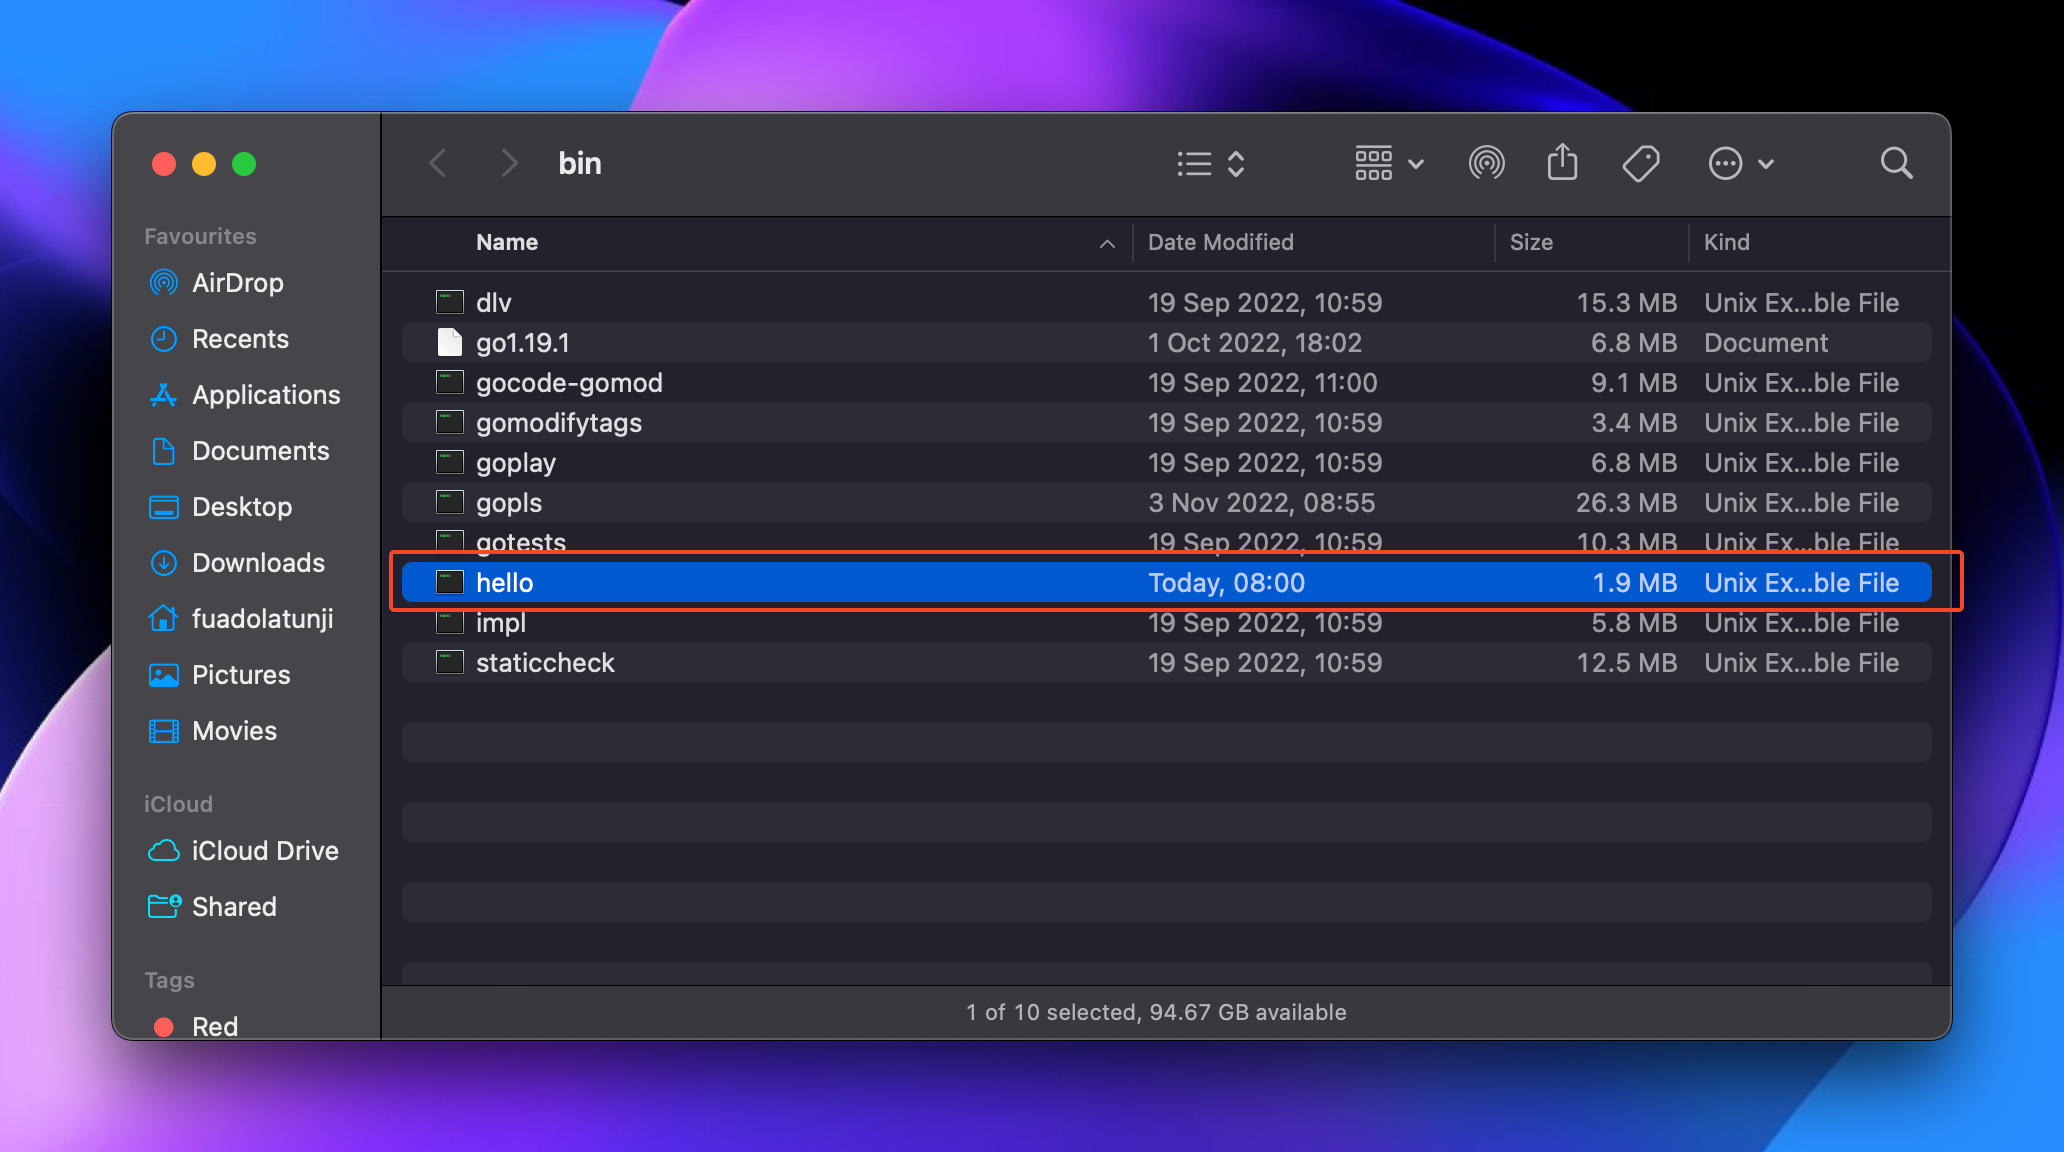 bin
Favourites
AirDrop
Recents
Applications
Documents
Desktop
Downloads
fuadolatunji
Pictures
Movies
iCloud
iCloud Drive
Shared
Tags
Red
Name Date Modified Size Kind
dlv 19 Sep 2022, 10:59 15.3 MB Unix Ex...ble File
go1.19.1 1 Oct 2022, 18:02 6.8 MB Document
gocode-gomod 19 Sep 2022, 11:00 9.1 MB Unix Ex...ble File
gomodifytags 19 Sep 2022, 10:59 3.4 MB Unix Ex...ble File
goplay 19 Sep 2022, 10:59 6.8 MB Unix Ex...ble File
gopls 3 Nov 2022, 08:55 26.3 MB Unix Ex...ble File
gotests 19 Sep 2022, 10:59 10.3 MB Unix Ex...ble File
hello Today, 08:00 1.9 MB Unix Ex...ble File
impl 19 Sep 2022, 10:59 5.8 MB Unix Ex...ble File
staticcheck 19 Sep 2022, 10:59 12.5 MB Unix Ex...ble File
1 of 10 selected, 94.67 GB available